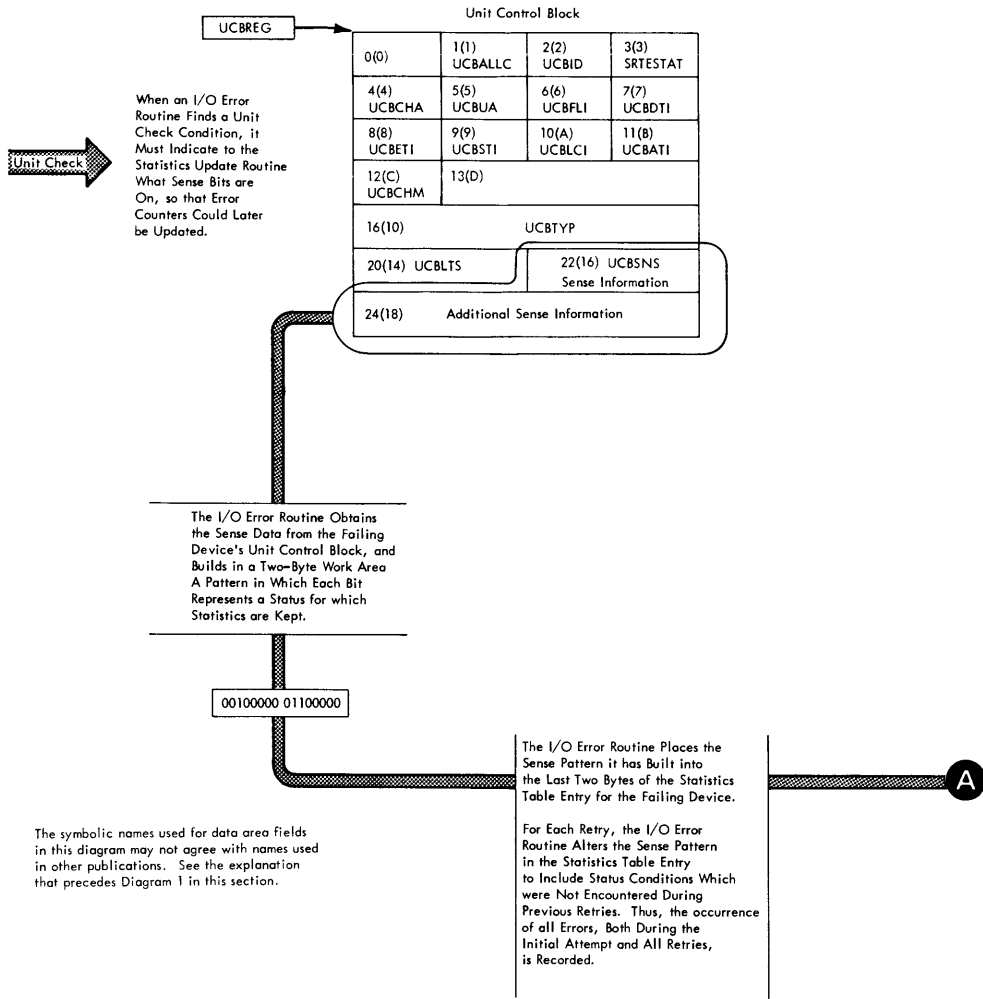 Unit Control Block
UCBREG
0(0)
1(1)
UCBALLC
2(2)
UCBID
3(3)
SRTESTAT
4(4)
UCBCHA
5(5)
UCBUA
6(6)
UCBFLI
7(7)
UCBDTI
8(8)
UCBETI
9(9)
UCBSTI
10(A)
UCBLCI
11(B)
UCBATI
12(C)
UCBCHM
13(D)
16(10) UCBTYP
20(14) UCBLTS
22(16) UCBSNS
Sense Information
24(18) Additional Sense Information
Unit Check
When an I/O Error
Routine Finds a Unit
Check Condition, it
Must Indicate to the
Statistics Update Routine
What Sense Bits are
On, so that Error
Counters Could Later
be Updated.
The I/O Error Routine Obtains
the Sense Data from the Failing
Device's Unit Control Block, and
Builds in a Two-Byte Work Area
A Pattern in Which Each Bit
Represents a Status for which
Statistics are Kept.
00100000 01100000
The I/O Error Routine Places the
Sense Pattern it has Built into
the Last Two Bytes of the Statistics
Table Entry for the Failing Device.
For Each Retry, the I/O Error
Routine Alters the Sense Pattern
in the Statistics Table Entry
to Include Status Conditions Which
were Not Encountered During
Previous Retries. Thus, the occurrence
of all Errors, Both During the
Initial Attempt and All Retries,
is Recorded.
A
The symbolic names used for data area fields
in this diagram may not agree with names used
in other publications. See the explanation
that precedes Diagram 1 in this section.